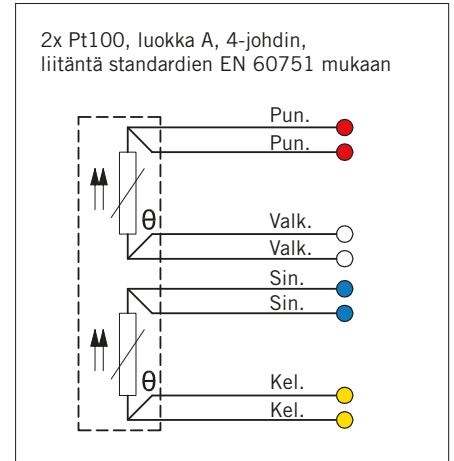 2x Pt100, luokka A, 4-johdin,
liitäntä standardien EN 60751 mukaan
Pun.
Pun.
θ
Valk.
Valk.
Sin.
Sin.
θ
Kel.
Kel.